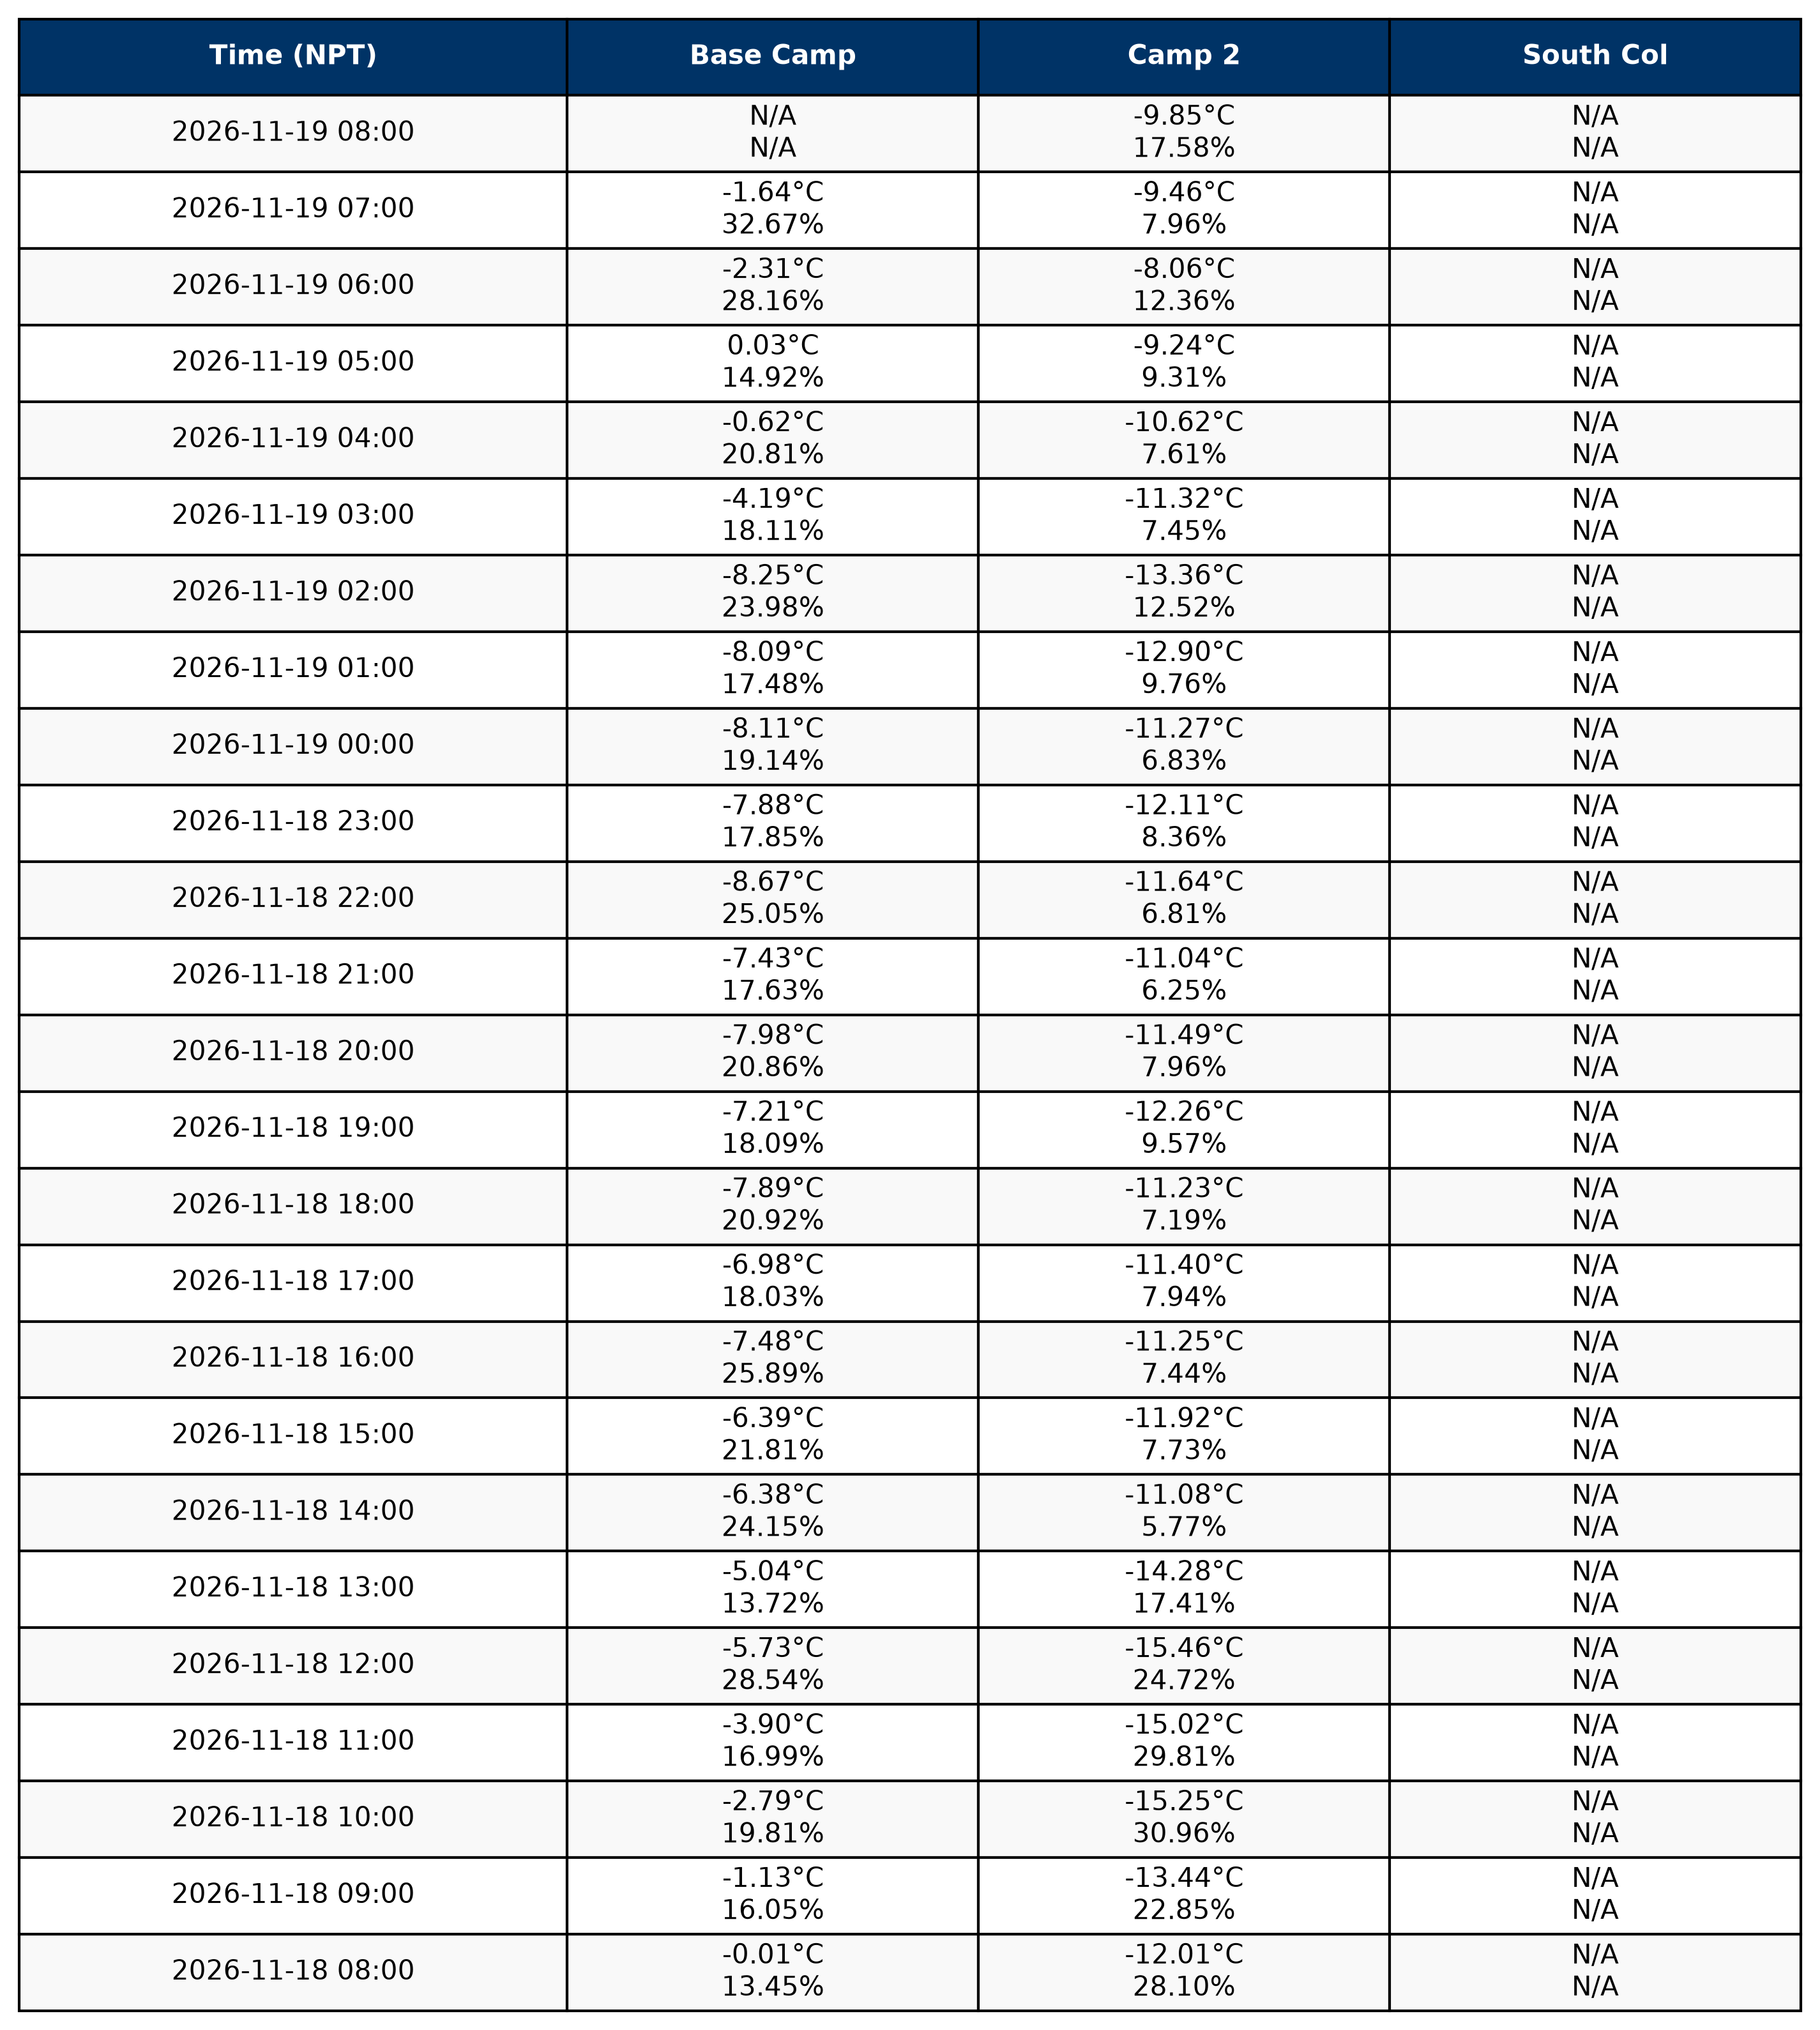 Time (NPT) Base Camp Camp 2 South Col
2026-11-19 08:00 N/A -9.85°C N/A
N/A 17.58% N/A
2026-11-19 07:00 -1.64°C -9.46°C N/A
32.67% 7.96% N/A
2026-11-19 06:00 -2.31°C -8.06°C N/A
28.16% 12.36% N/A
2026-11-19 05:00 0.03°C -9.24°C N/A
14.92% 9.31% N/A
2026-11-19 04:00 -0.62°C -10.62°C N/A
20.81% 7.61% N/A
2026-11-19 03:00 -4.19°C -11.32°C N/A
18.11% 7.45% N/A
2026-11-19 02:00 -8.25°C -13.36°C N/A
23.98% 12.52% N/A
2026-11-19 01:00 -8.09°C -12.90°C N/A
17.48% 9.76% N/A
2026-11-19 00:00 -8.11°C -11.27°C N/A
19.14% 6.83% N/A
2026-11-18 23:00 -7.88°C -12.11°C N/A
17.85% 8.36% N/A
2026-11-18 22:00 -8.67°C -11.64°C N/A
25.05% 6.81% N/A
2026-11-18 21:00 -7.43°C -11.04°C N/A
17.63% 6.25% N/A
2026-11-18 20:00 -7.98°C -11.49°C N/A
20.86% 7.96% N/A
2026-11-18 19:00 -7.21°C -12.26°C N/A
18.09% 9.57% N/A
2026-11-18 18:00 -7.89°C -11.23°C N/A
20.92% 7.19% N/A
2026-11-18 17:00 -6.98°C -11.40°C N/A
18.03% 7.94% N/A
2026-11-18 16:00 -7.48°C -11.25°C N/A
25.89% 7.44% N/A
2026-11-18 15:00 -6.39°C -11.92°C N/A
21.81% 7.73% N/A
2026-11-18 14:00 -6.38°C -11.08°C N/A
24.15% 5.77% N/A
2026-11-18 13:00 -5.04°C -14.28°C N/A
13.72% 17.41% N/A
2026-11-18 12:00 -5.73°C -15.46°C N/A
28.54% 24.72% N/A
2026-11-18 11:00 -3.90°C -15.02°C N/A
16.99% 29.81% N/A
2026-11-18 10:00 -2.79°C -15.25°C N/A
19.81% 30.96% N/A
2026-11-18 09:00 -1.13°C -13.44°C N/A
16.05% 22.85% N/A
2026-11-18 08:00 -0.01°C -12.01°C N/A
13.45% 28.10% N/A